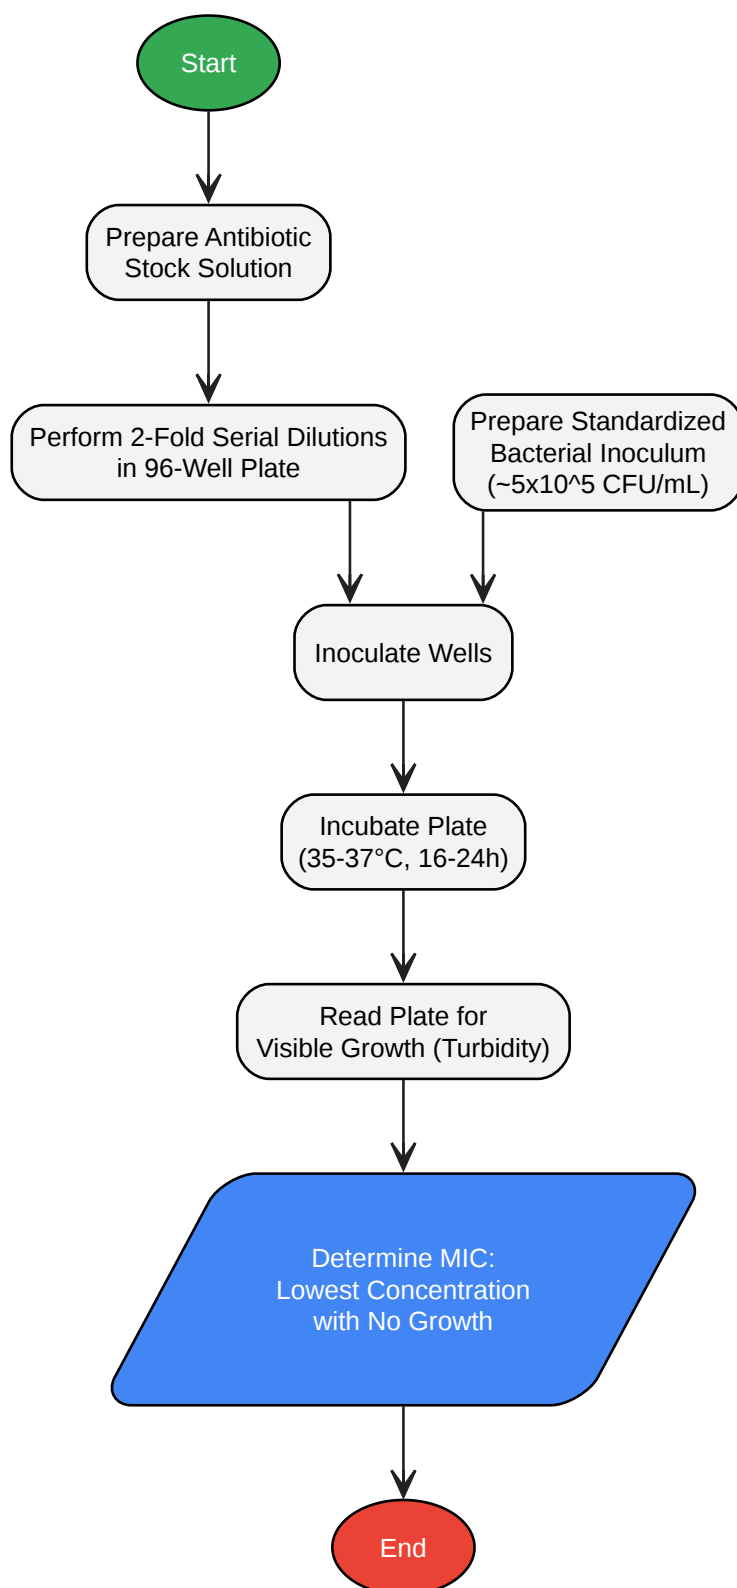 Start
Prepare Antibiotic
Stock Solution
Perform 2-Fold Serial Dilutions
in 96-Well Plate
Prepare Standardized
Bacterial Inoculum
(~5x10^5 CFU/mL)
Inoculate Wells
Incubate Plate
(35-37°C, 16-24h)
Read Plate for
Visible Growth (Turbidity)
Determine MIC:
Lowest Concentration
with No Growth
End